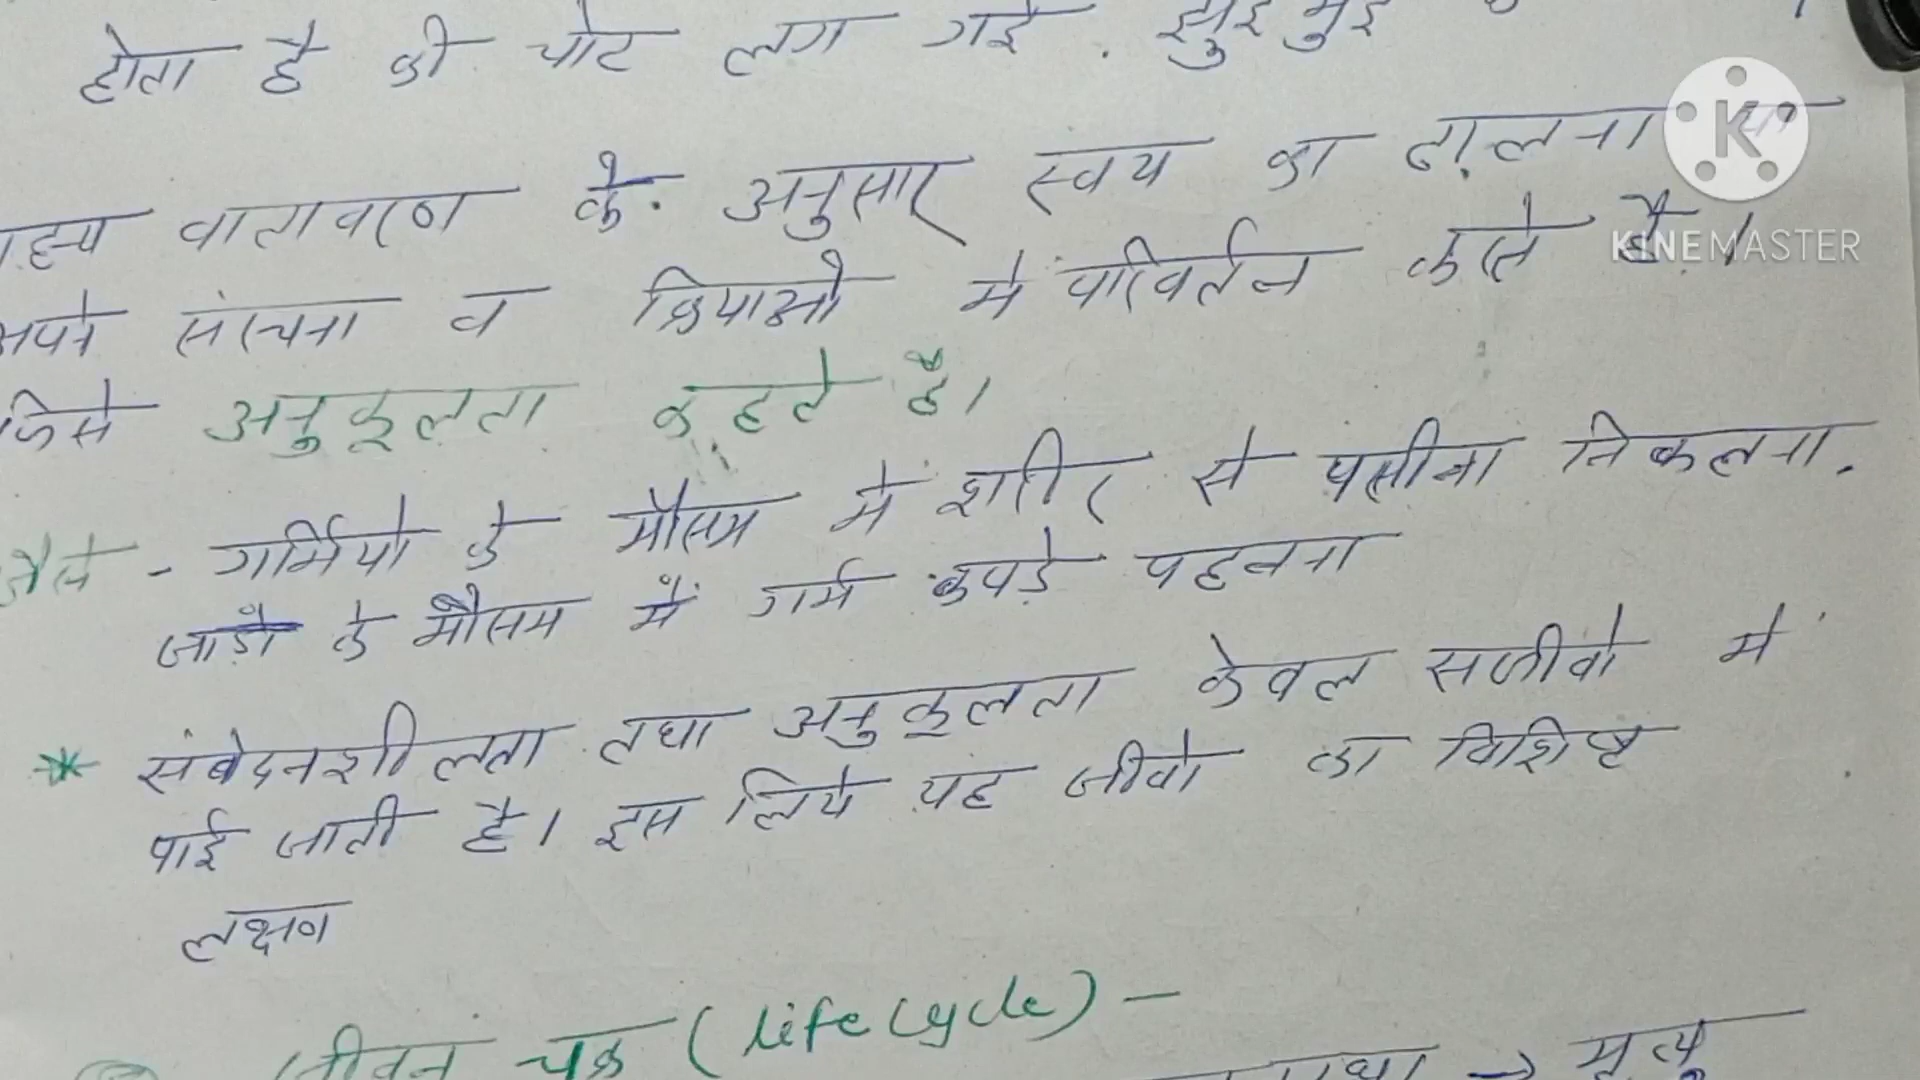 होता है की चोट लग गई. छुई मुई
वातावरण के अनुसार स्वय का ढालना
KINEMASTER
अपने संरचना व क्रियाओ मे परिवर्तन करते है।
जिसे अनुकूलता कहते है।
जैसे - गर्मियो के मौसम मे शरीर से पसीना निकलना.
जाड़ो के मौसम में गर्म कपड़े पहनना
* संवेदनशीलता तथा अनुकूलता केवल सजीवो मे
पाई जाती है। इस लिये यह जीवो का विशिष्ट
लक्षण
जीवन चक्र (life cycle) –
→ मृत्यु